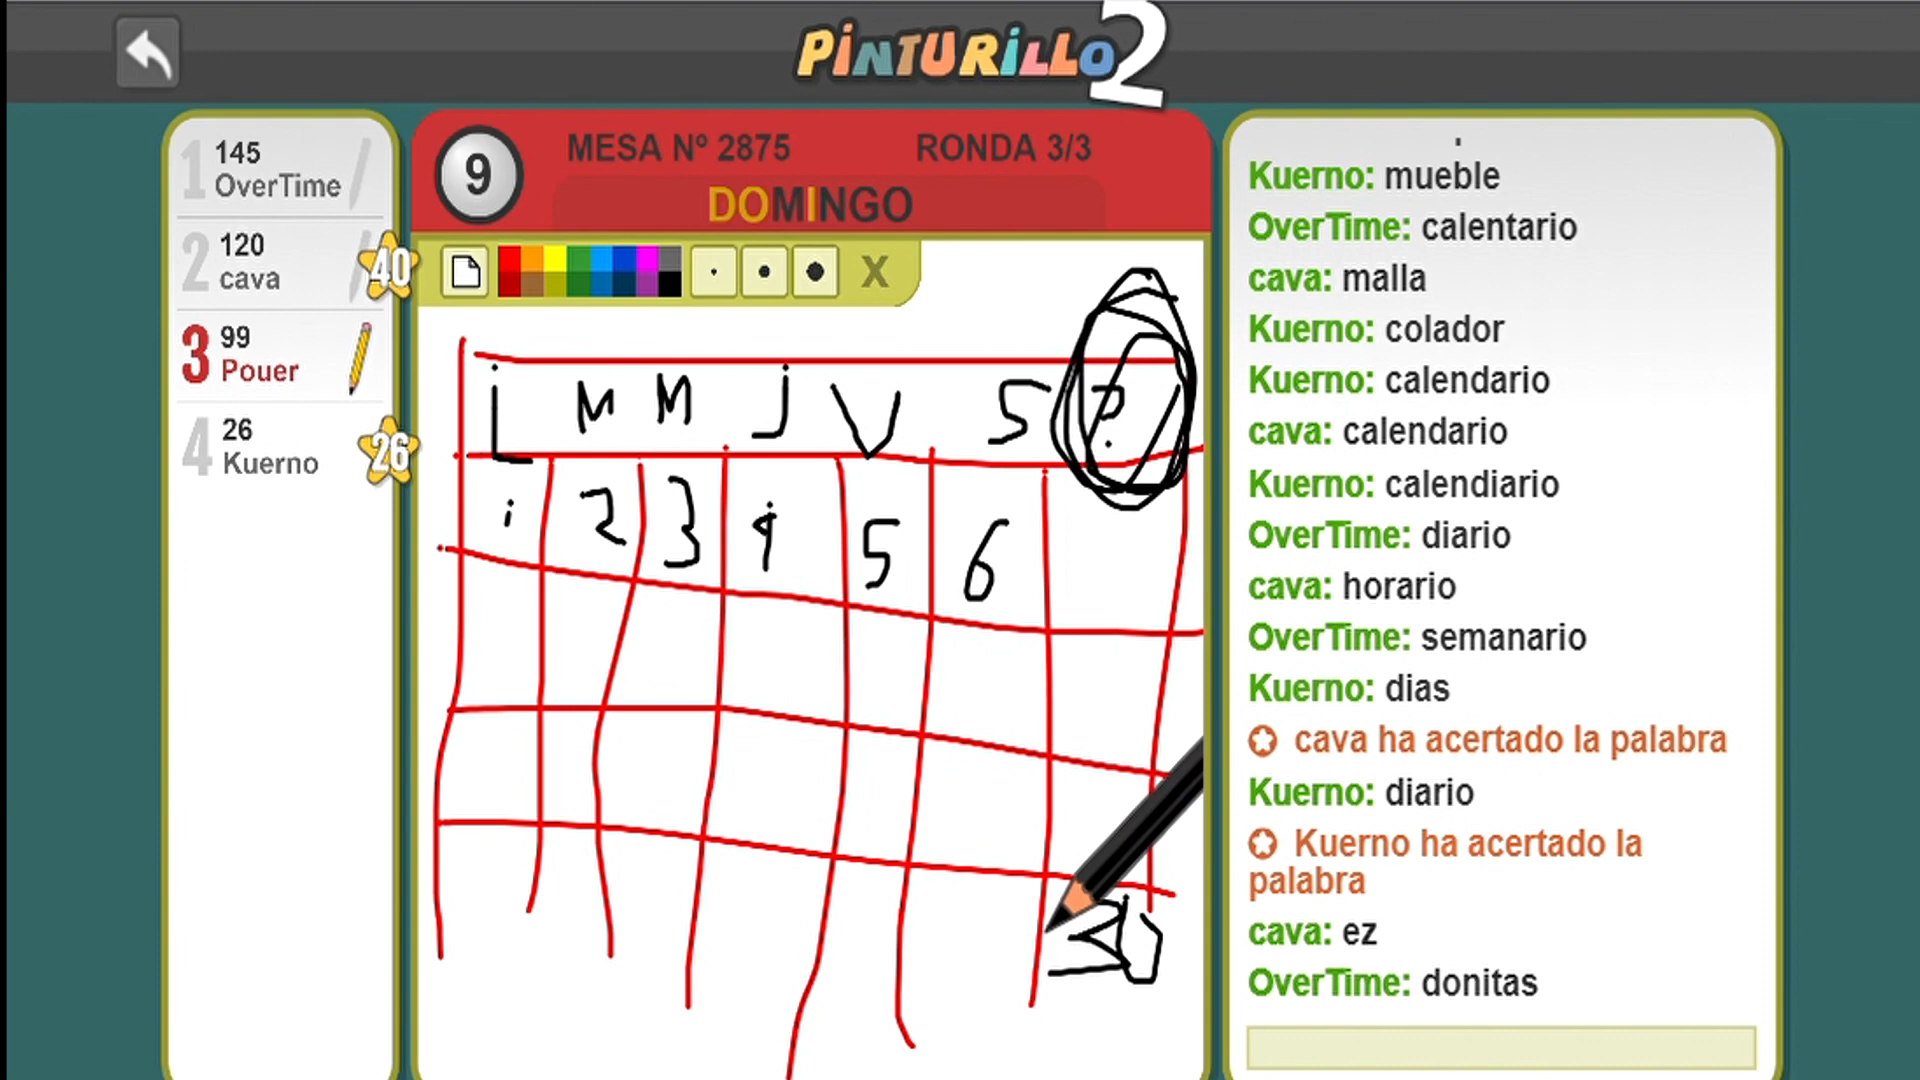 PINTURILLO 2
1 145 OverTime
2 120 cava 40
3 99 Pouer
4 26 Kuerno 26
9 MESA Nº 2875 RONDA 3/3
DOMINGO
X
L M M J V S ?
1 2 3 4 5 6
30
Kuerno: mueble
OverTime: calentario
cava: malla
Kuerno: colador
Kuerno: calendario
cava: calendario
Kuerno: calendiario
OverTime: diario
cava: horario
OverTime: semanario
Kuerno: dias
cava ha acertado la palabra
Kuerno: diario
Kuerno ha acertado la
palabra
cava: ez
OverTime: donitas